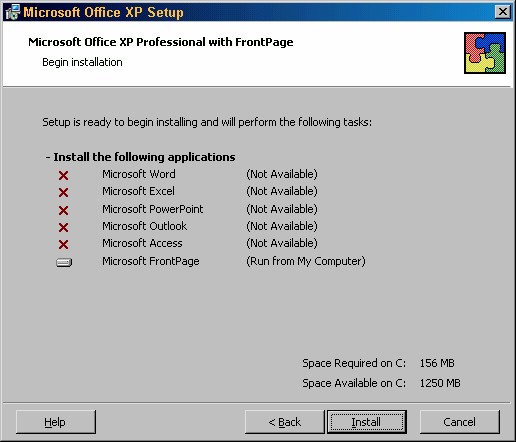 Microsoft Office XP Setup
Microsoft Office XP Professional with FrontPage
Begin installation
Setup is ready to begin installing and will perform the following tasks:
- Install the following applications
Microsoft Word (Not Available)
Microsoft Excel (Not Available)
Microsoft PowerPoint (Not Available)
Microsoft Outlook (Not Available)
Microsoft Access (Not Available)
Microsoft FrontPage (Run from My Computer)
Space Required on C: 156 MB
Space Available on C: 1250 MB
Help < Back Install Cancel